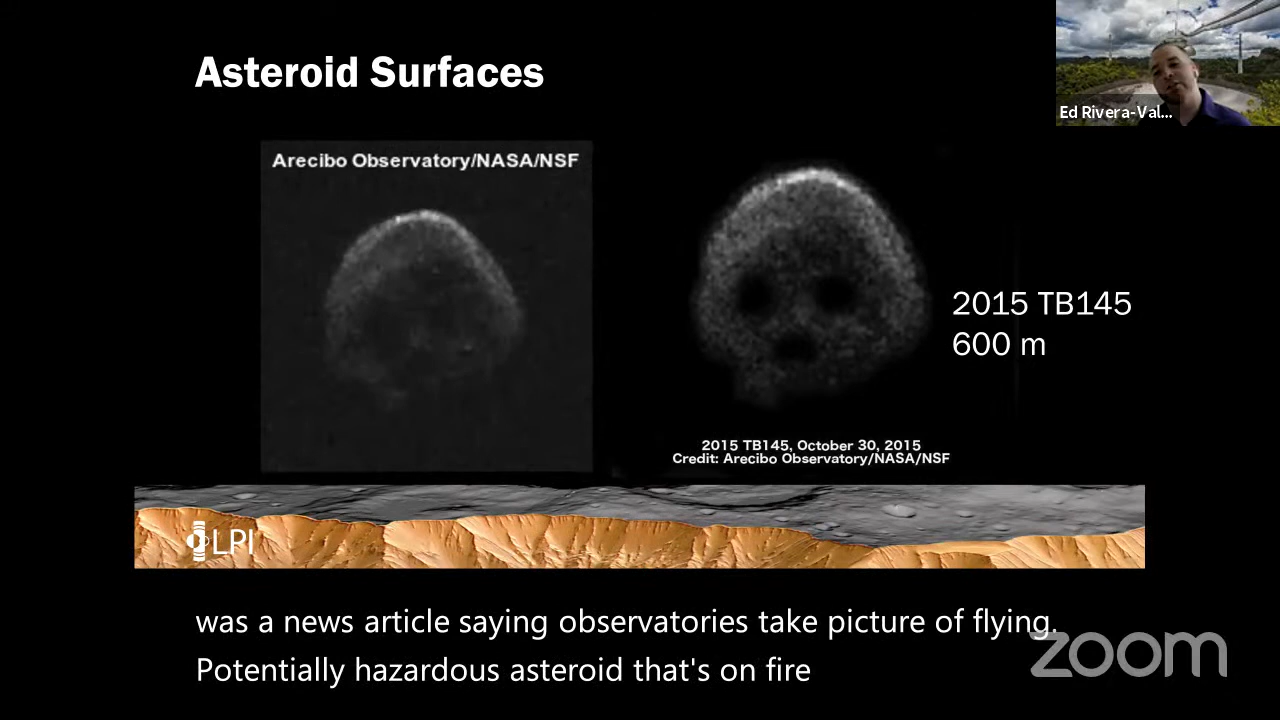 Asteroid Surfaces
Ed Rivera-Val...
Arecibo Observatory/NASA/NSF
2015 TB145
600 m
2015 TB145, October 30, 2015
Credit: Arecibo Observatory/NASA/NSF
LPI
was a news article saying observatories take picture of flying.
Potentially hazardous asteroid that's on fire
zoom